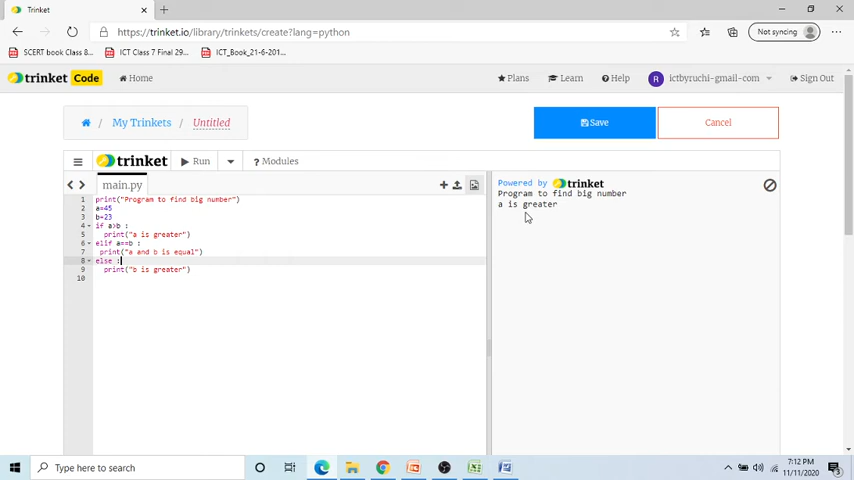 Trinket
https://trinket.io/library/trinkets/create?lang=python
Not syncing
SCERT book Class 8...
ICT Class 7 Final 29...
ICT_Book_21-6-201...
trinket Code
Home
Plans
Learn
Help
R
ictbyruchi-gmail-com
Sign Out
/ My Trinkets / Untitled
Save
Cancel
trinket
Run
Modules
main.py
1 print("Program to find big number")
2 a=45
3 b=23
4 if a>b :
5 print("a is greater")
6 elif a==b :
7 print("a and b is equal")
8 else :
9 print("b is greater")
10
Powered by trinket
Program to find big number
a is greater
Type here to search
7:12 PM
11/11/2020
3